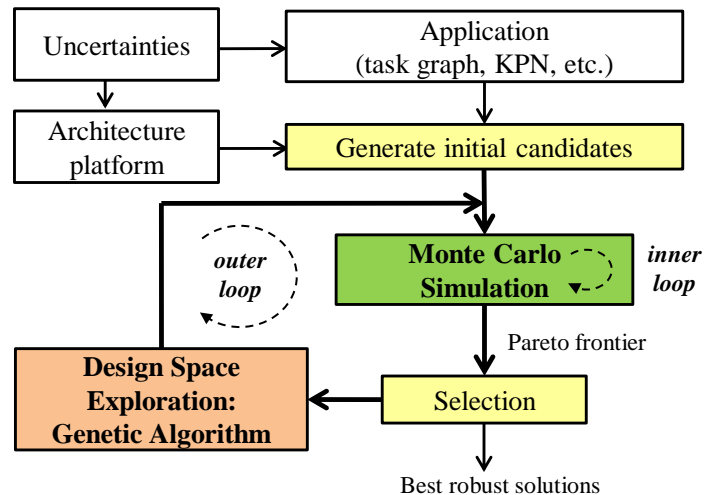 Uncertainties
Application
(task graph, KPN, etc.)
Architecture
platform
Generate initial candidates
outer
loop
Monte Carlo
Simulation
inner
loop
Pareto frontier
Design Space
Exploration:
Genetic Algorithm
Selection
Best robust solutions